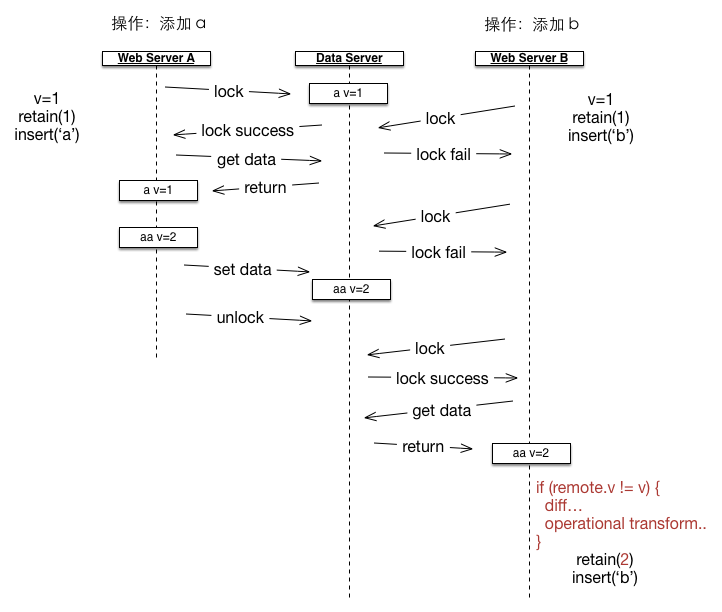 操作：添加 a
操作：添加 b
Web Server A
Data Server
Web Server B
lock
a v=1
v=1
retain(1)
insert(‘a’)
v=1
retain(1)
insert(‘b’)
lock
lock success
lock fail
get data
return
a v=1
lock
aa v=2
lock fail
set data
aa v=2
unlock
lock
lock success
get data
return
aa v=2
if (remote.v != v) {
diff…
operational transform..
}
retain(2)
insert(‘b’)